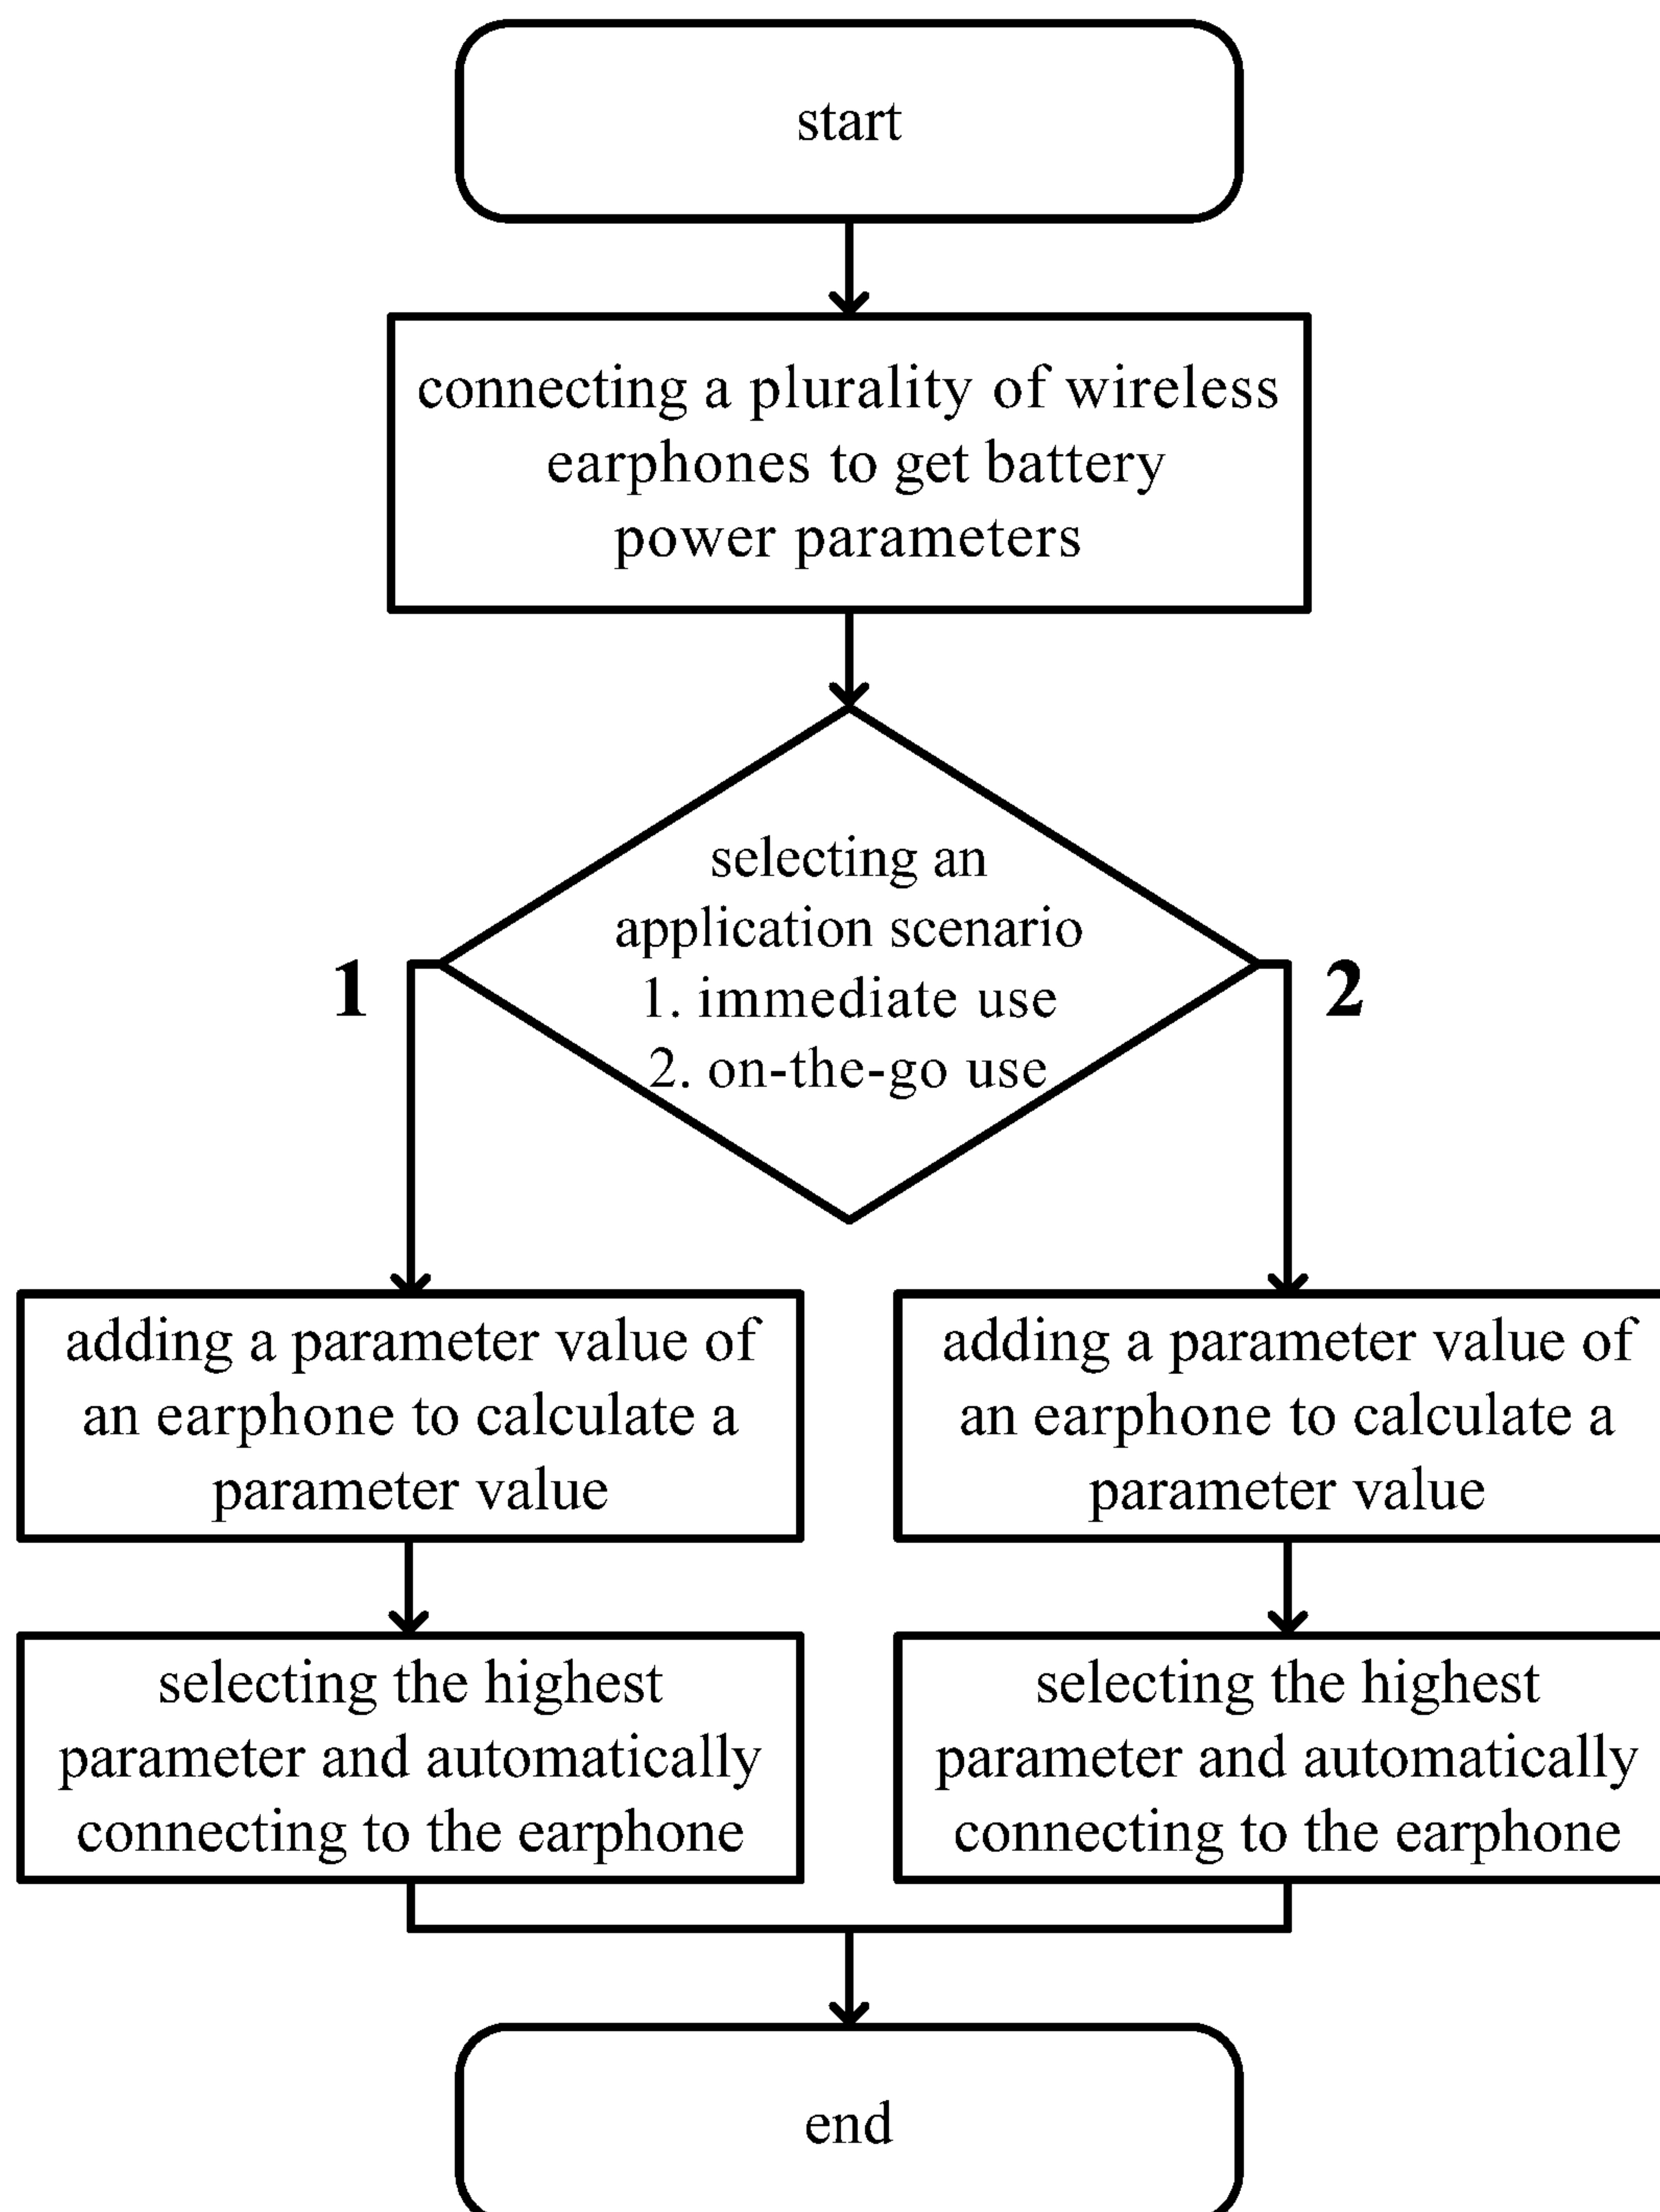 start
connecting a plurality of wireless
earphones to get battery
power parameters
selecting an
application scenario
1. immediate use
2. on-the-go use
1
2
adding a parameter value of
an earphone to calculate a
parameter value
adding a parameter value of
an earphone to calculate a
parameter value
selecting the highest
parameter and automatically
connecting to the earphone
selecting the highest
parameter and automatically
connecting to the earphone
end